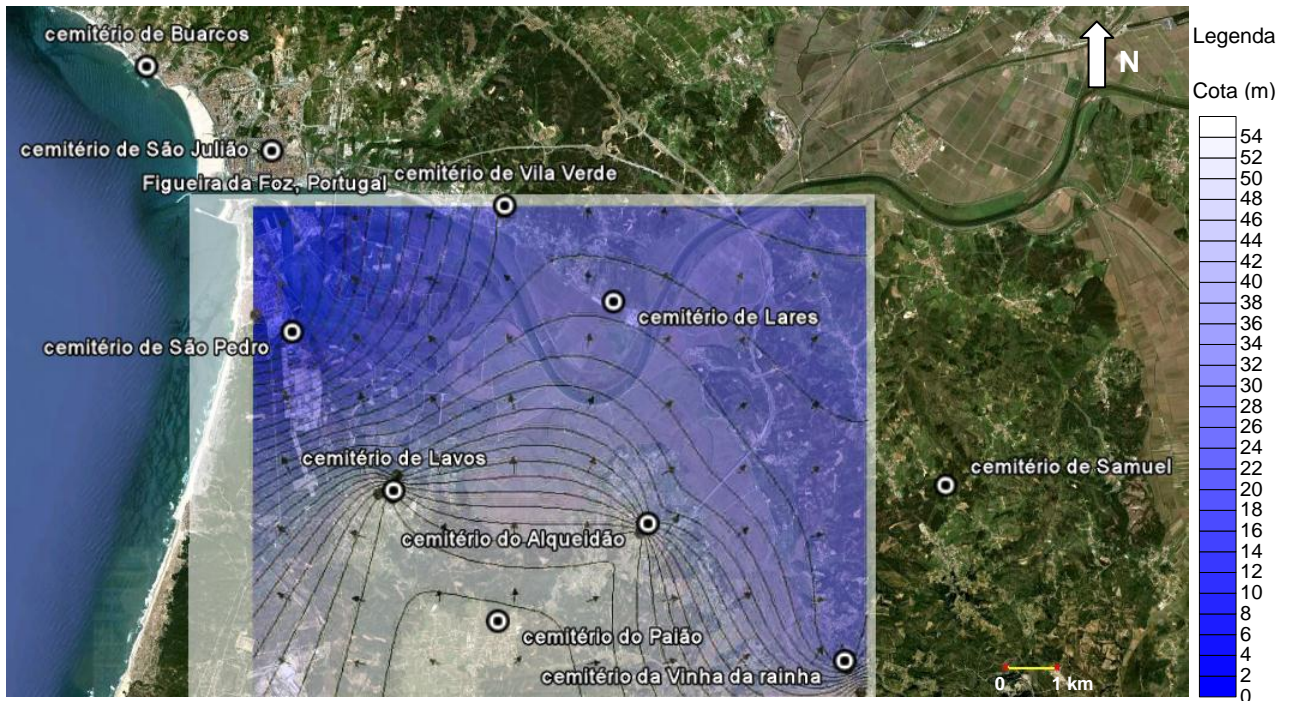 cemitério de Buarcos
N
Legenda
Cota (m)
cemitério de São Julião
Figueira da Foz, Portugal
cemitério de Vila Verde
cemitério de Lares
cemitério de São Pedro
cemitério de Lavos
cemitério de Samuel
cemitério do Alqueidão
cemitério do Paião
cemitério da Vinha da rainha
0 1 km
54
52
50
48
46
44
42
40
38
36
34
32
30
28
26
24
22
20
18
16
14
12
10
8
6
4
2
0